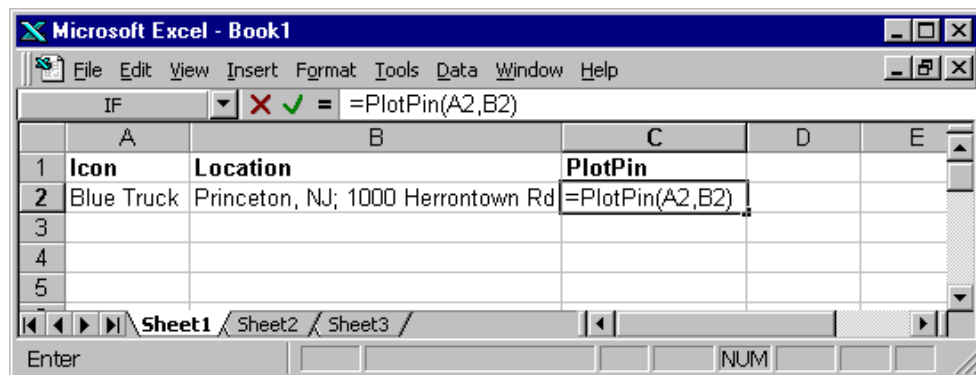 Microsoft Excel - Book1
File Edit View Insert Format Tools Data Window Help
IF = =PlotPin(A2,B2)
A B C D E
1 Icon Location PlotPin
2 Blue Truck Princeton, NJ; 1000 Herrontown Rd =PlotPin(A2,B2)
3
4
5
Sheet1 Sheet2 Sheet3
Enter NUM